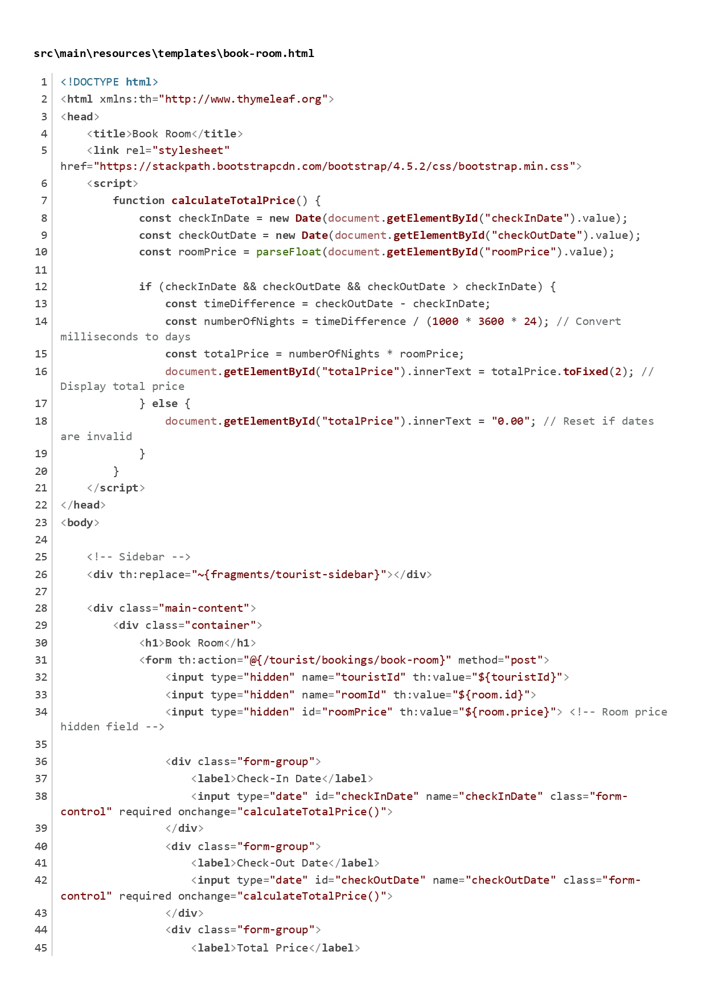 src\main\resources\templates\book-room.html
1 <!DOCTYPE html>
2 <html xmlns:th="http://www.thymeleaf.org">
3 <head>
4     <title>Book Room</title>
5     <link rel="stylesheet"
href="https://stackpath.bootstrapcdn.com/bootstrap/4.5.2/css/bootstrap.min.css">
6     <script>
7         function calculateTotalPrice() {
8             const checkInDate = new Date(document.getElementById("checkInDate").value);
9             const checkOutDate = new Date(document.getElementById("checkOutDate").value);
10             const roomPrice = parseFloat(document.getElementById("roomPrice").value);
11
12             if (checkInDate && checkOutDate && checkOutDate > checkInDate) {
13                 const timeDifference = checkOutDate - checkInDate;
14                 const numberOfNights = timeDifference / (1000 * 3600 * 24); // Convert
milliseconds to days
15                 const totalPrice = numberOfNights * roomPrice;
16                 document.getElementById("totalPrice").innerText = totalPrice.toFixed(2); //
Display total price
17             } else {
18                 document.getElementById("totalPrice").innerText = "0.00"; // Reset if dates
are invalid
19             }
20         }
21     </script>
22 </head>
23 <body>
24
25     <!-- Sidebar -->
26     <div th:replace="~{fragments/tourist-sidebar}"></div>
27
28     <div class="main-content">
29         <div class="container">
30             <h1>Book Room</h1>
31             <form th:action="@{/tourist/bookings/book-room}" method="post">
32                 <input type="hidden" name="touristId" th:value="${touristId}">
33                 <input type="hidden" name="roomId" th:value="${room.id}">
34                 <input type="hidden" id="roomPrice" th:value="${room.price}"> <!-- Room price
hidden field -->
35
36                 <div class="form-group">
37                     <label>Check-In Date</label>
38                     <input type="date" id="checkInDate" name="checkInDate" class="form-
control" required onchange="calculateTotalPrice()">
39                 </div>
40                 <div class="form-group">
41                     <label>Check-Out Date</label>
42                     <input type="date" id="checkOutDate" name="checkOutDate" class="form-
control" required onchange="calculateTotalPrice()">
43                 </div>
44                 <div class="form-group">
45                     <label>Total Price</label>